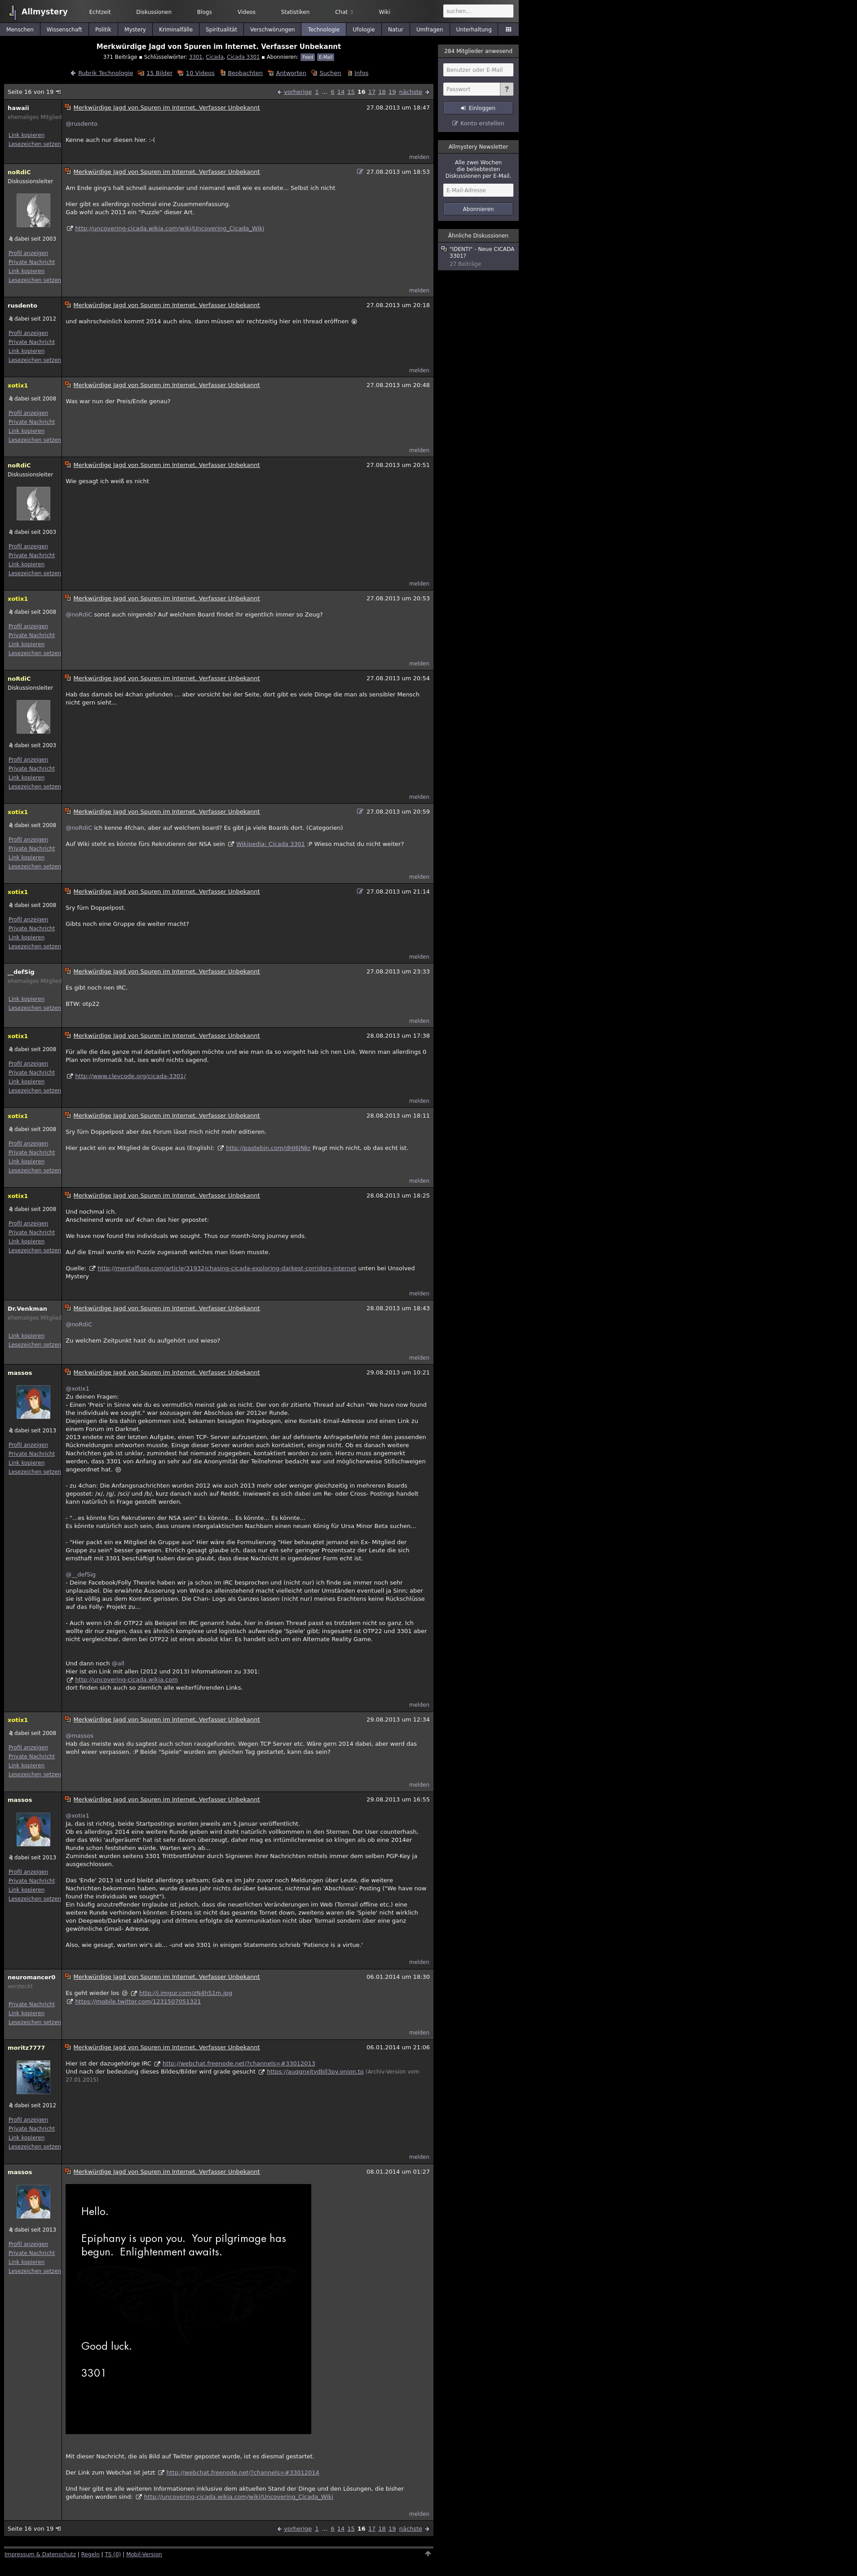 Allmystery
Echtzeit Diskussionen Blogs Videos Statistiken Chat Wiki
suchen...
Menschen Wissenschaft Politik Mystery Kriminalfälle Spiritualität Verschwörungen Technologie Ufologie Natur Umfragen Unterhaltung
Merkwürdige Jagd von Spuren im Internet. Verfasser Unbekannt
371 Beiträge ▪ Schlüsselwörter: 3301, Cicada, Cicada 3301 ▪ Abonnieren: Feed E-Mail
Rubrik Technologie 15 Bilder 10 Videos Beobachten Antworten Suchen Infos
284 Mitglieder anwesend
Benutzer oder E-Mail
Passwort ?
Einloggen
Konto erstellen
Allmystery Newsletter
Alle zwei Wochen
die beliebtesten
Diskussionen per E-Mail.
E-Mail-Adresse
Abonnieren
Ähnliche Diskussionen
"IDENTI" - Neue CICADA
3301?
27 Beiträge
Seite 16 von 19 vorherige 1 ... 6 14 15 16 17 18 19 nächste
hawaii
ehemaliges Mitglied
Link kopieren
Lesezeichen setzen
Merkwürdige Jagd von Spuren im Internet. Verfasser Unbekannt 27.08.2013 um 18:47
@rusdento
Kenne auch nur diesen hier. :-(
melden
noRdiC
Diskussionsleiter
dabei seit 2003
Profil anzeigen
Private Nachricht
Link kopieren
Lesezeichen setzen
Merkwürdige Jagd von Spuren im Internet. Verfasser Unbekannt 27.08.2013 um 18:53
Am Ende ging's halt schnell auseinander und niemand weiß wie es endete... Selbst ich nicht
Hier gibt es allerdings nochmal eine Zusammenfassung.
Gab wohl auch 2013 ein "Puzzle" dieser Art.
http://uncovering-cicada.wikia.com/wiki/Uncovering_Cicada_Wiki
melden
rusdento
dabei seit 2012
Profil anzeigen
Private Nachricht
Link kopieren
Lesezeichen setzen
Merkwürdige Jagd von Spuren im Internet. Verfasser Unbekannt 27.08.2013 um 20:18
und wahrscheinlich kommt 2014 auch eins. dann müssen wir rechtzeitig hier ein thread eröffnen
melden
xotix1
dabei seit 2008
Profil anzeigen
Private Nachricht
Link kopieren
Lesezeichen setzen
Merkwürdige Jagd von Spuren im Internet. Verfasser Unbekannt 27.08.2013 um 20:48
Was war nun der Preis/Ende genau?
melden
noRdiC
Diskussionsleiter
dabei seit 2003
Profil anzeigen
Private Nachricht
Link kopieren
Lesezeichen setzen
Merkwürdige Jagd von Spuren im Internet. Verfasser Unbekannt 27.08.2013 um 20:51
Wie gesagt ich weiß es nicht
melden
xotix1
dabei seit 2008
Profil anzeigen
Private Nachricht
Link kopieren
Lesezeichen setzen
Merkwürdige Jagd von Spuren im Internet. Verfasser Unbekannt 27.08.2013 um 20:53
@noRdiC sonst auch nirgends? Auf welchem Board findet ihr eigentlich immer so Zeug?
melden
noRdiC
Diskussionsleiter
dabei seit 2003
Profil anzeigen
Private Nachricht
Link kopieren
Lesezeichen setzen
Merkwürdige Jagd von Spuren im Internet. Verfasser Unbekannt 27.08.2013 um 20:54
Hab das damals bei 4chan gefunden ... aber vorsicht bei der Seite, dort gibt es viele Dinge die man als sensibler Mensch
nicht gern sieht...
melden
xotix1
dabei seit 2008
Profil anzeigen
Private Nachricht
Link kopieren
Lesezeichen setzen
Merkwürdige Jagd von Spuren im Internet. Verfasser Unbekannt 27.08.2013 um 20:59
@noRdiC ich kenne 4fchan, aber auf welchem board? Es gibt ja viele Boards dort. (Categorien)
Auf Wiki steht es könnte fürs Rekrutieren der NSA sein Wikipedia: Cicada 3301 :P Wieso machst du nicht weiter?
melden
xotix1
dabei seit 2008
Profil anzeigen
Private Nachricht
Link kopieren
Lesezeichen setzen
Merkwürdige Jagd von Spuren im Internet. Verfasser Unbekannt 27.08.2013 um 21:14
Sry fürn Doppelpost.
Gibts noch eine Gruppe die weiter macht?
melden
__defSig
ehemaliges Mitglied
Link kopieren
Lesezeichen setzen
Merkwürdige Jagd von Spuren im Internet. Verfasser Unbekannt 27.08.2013 um 23:33
Es gibt noch nen IRC.
BTW: otp22
melden
xotix1
dabei seit 2008
Profil anzeigen
Private Nachricht
Link kopieren
Lesezeichen setzen
Merkwürdige Jagd von Spuren im Internet. Verfasser Unbekannt 28.08.2013 um 17:38
Für alle die das ganze mal detailiert verfolgen möchte und wie man da so vorgeht hab ich nen Link. Wenn man allerdings 0
Plan von Informatik hat, ises wohl nichts sagend.
http://www.clevcode.org/cicada-3301/
melden
xotix1
dabei seit 2008
Profil anzeigen
Private Nachricht
Link kopieren
Lesezeichen setzen
Merkwürdige Jagd von Spuren im Internet. Verfasser Unbekannt 28.08.2013 um 18:11
Sry fürn Doppelpost aber das Forum lässt mich nicht mehr editieren.
Hier packt ein ex Mitglied de Gruppe aus (English): http://pastebin.com/dHJ6JNkr Fragt mich nicht, ob das echt ist.
melden
xotix1
dabei seit 2008
Profil anzeigen
Private Nachricht
Link kopieren
Lesezeichen setzen
Merkwürdige Jagd von Spuren im Internet. Verfasser Unbekannt 28.08.2013 um 18:25
Und nochmal ich.
Anscheinend wurde auf 4chan das hier gepostet:
We have now found the individuals we sought. Thus our month-long journey ends.
Auf die Email wurde ein Puzzle zugesandt welches man lösen musste.
Quelle: http://mentalfloss.com/article/31932/chasing-cicada-exploring-darkest-corridors-internet unten bei Unsolved
Mystery
melden
Dr.Venkman
ehemaliges Mitglied
Link kopieren
Lesezeichen setzen
Merkwürdige Jagd von Spuren im Internet. Verfasser Unbekannt 28.08.2013 um 18:43
@noRdiC
Zu welchem Zeitpunkt hast du aufgehört und wieso?
melden
massos
dabei seit 2013
Profil anzeigen
Private Nachricht
Link kopieren
Lesezeichen setzen
Merkwürdige Jagd von Spuren im Internet. Verfasser Unbekannt 29.08.2013 um 10:21
@xotix1
Zu deinen Fragen:
- Einen 'Preis' in Sinne wie du es vermutlich meinst gab es nicht. Der von dir zitierte Thread auf 4chan "We have now found
the individuals we sought." war sozusagen der Abschluss der 2012er Runde.
Diejenigen die bis dahin gekommen sind, bekamen besagten Fragebogen, eine Kontakt-Email-Adresse und einen Link zu
einem Forum im Darknet.
2013 endete mit der letzten Aufgabe, einen TCP- Server aufzusetzen, der auf definierte Anfragebefehle mit den passenden
Rückmeldungen antworten musste. Einige dieser Server wurden auch kontaktiert, einige nicht. Ob es danach weitere
Nachrichten gab ist unklar, zumindest hat niemand zugegeben, kontaktiert worden zu sein. Hierzu muss angemerkt
werden, dass 3301 von Anfang an sehr auf die Anonymität der Teilnehmer bedacht war und möglicherweise Stillschweigen
angeordnet hat.
- zu 4chan: Die Anfangsnachrichten wurden 2012 wie auch 2013 mehr oder weniger gleichzeitig in mehreren Boards
gepostet: /x/, /g/, /sci/ und /b/, kurz danach auch auf Reddit. Inwieweit es sich dabei um Re- oder Cross- Postings handelt
kann natürlich in Frage gestellt werden.
- "...es könnte fürs Rekrutieren der NSA sein" Es könnte... Es könnte... Es könnte...
Es könnte natürlich auch sein, dass unsere intergalaktischen Nachbarn einen neuen König für Ursa Minor Beta suchen...
- "Hier packt ein ex Mitglied de Gruppe aus" Hier wäre die Formulierung "Hier behauptet jemand ein Ex- Mitglied der
Gruppe zu sein" besser gewesen. Ehrlich gesagt glaube ich, dass nur ein sehr geringer Prozentsatz der Leute die sich
ernsthaft mit 3301 beschäftigt haben daran glaubt, dass diese Nachricht in irgendeiner Form echt ist.
@__defSig
- Deine Facebook/Folly Theorie haben wir ja schon im IRC besprochen und (nicht nur) ich finde sie immer noch sehr
unplausibel. Die erwähnte Äusserung von Wind so alleinstehend macht vielleicht unter Umständen ja Sinn; aber
sie ist völlig aus dem Context gerissen. Die Chan- Logs als Ganzes lassen (nicht nur) meines Erachtens keine Rückschlüsse
auf das Folly- Projekt zu...
- Auch wenn ich dir OTP22 als Beispiel im IRC genannt habe, hier in diesen Thread passt es trotzdem nicht so ganz. Ich
wollte dir nur zeigen, dass es ähnlich komplexe und logistisch aufwendige 'Spiele' gibt; insgesamt ist OTP22 und 3301 aber
nicht vergleichbar, denn bei OTP22 ist eines absolut klar: Es handelt sich um ein Alternate Reality Game.
Und dann noch @all
Hier ist ein Link mit allen (2012 und 2013) Informationen zu 3301:
http://uncovering-cicada.wikia.com
dort finden sich auch so ziemlich alle weiterführenden Links.
melden
xotix1
dabei seit 2008
Profil anzeigen
Private Nachricht
Link kopieren
Lesezeichen setzen
Merkwürdige Jagd von Spuren im Internet. Verfasser Unbekannt 29.08.2013 um 12:34
@massos
Hab das meiste was du sagtest auch schon rausgefunden. Wegen TCP Server etc. Wäre gern 2014 dabei, aber werd das
wohl wieer verpassen. :P Beide "Spiele" wurden am gleichen Tag gestartet, kann das sein?
melden
massos
dabei seit 2013
Profil anzeigen
Private Nachricht
Link kopieren
Lesezeichen setzen
Merkwürdige Jagd von Spuren im Internet. Verfasser Unbekannt 29.08.2013 um 16:55
@xotix1
Ja, das ist richtig, beide Startpostings wurden jeweils am 5.Januar veröffentlicht.
Ob es allerdings 2014 eine weitere Runde geben wird steht natürlich vollkommen in den Sternen. Der User counterhash,
der das Wiki 'aufgeräumt' hat ist sehr davon überzeugt, daher mag es irrtümlicherweise so klingen als ob eine 2014er
Runde schon feststehen würde. Warten wir's ab...
Zumindest wurden seitens 3301 Trittbrettfahrer durch Signieren ihrer Nachrichten mittels immer dem selben PGP-Key ja
ausgeschlossen.
Das 'Ende' 2013 ist und bleibt allerdings seltsam; Gab es im Jahr zuvor noch Meldungen über Leute, die weitere
Nachrichten bekommen haben, wurde dieses Jahr nichts darüber bekannt, nichtmal ein 'Abschluss'- Posting ("We have now
found the individuals we sought").
Ein häufig anzutreffender Irrglaube ist jedoch, dass die neuerlichen Veränderungen im Web (Tormail offline etc.) eine
weitere Runde verhindern könnten: Erstens ist nicht das gesamte Tornet down, zweitens waren die 'Spiele' nicht wirklich
von Deepweb/Darknet abhängig und drittens erfolgte die Kommunikation nicht über Tormail sondern über eine ganz
gewöhnliche Gmail- Adresse.
Also, wie gesagt, warten wir's ab... -und wie 3301 in einigen Statements schrieb 'Patience is a virtue.'
melden
neuromancer0
versteckt
Private Nachricht
Link kopieren
Lesezeichen setzen
Merkwürdige Jagd von Spuren im Internet. Verfasser Unbekannt 06.01.2014 um 18:30
Es geht wieder los http://i.imgur.com/zN4h51m.jpg
https://mobile.twitter.com/1231507051321
melden
moritz7777
dabei seit 2012
Profil anzeigen
Private Nachricht
Link kopieren
Lesezeichen setzen
Merkwürdige Jagd von Spuren im Internet. Verfasser Unbekannt 06.01.2014 um 21:06
Hier ist der dazugehörige IRC http://webchat.freenode.net/?channels=#33012013
Und nach der bedeutung dieses Bildes/Bilder wird grade gesucht https://auqgnxjtvdbll3pv.onion.to (Archiv-Version vom
27.01.2015)
melden
massos
dabei seit 2013
Profil anzeigen
Private Nachricht
Link kopieren
Lesezeichen setzen
Merkwürdige Jagd von Spuren im Internet. Verfasser Unbekannt 08.01.2014 um 01:27
Hello.
Epiphany is upon you. Your pilgrimage has
begun. Enlightenment awaits.
Good luck.
3301
Mit dieser Nachricht, die als Bild auf Twitter gepostet wurde, ist es diesmal gestartet.
Der Link zum Webchat ist jetzt http://webchat.freenode.net/?channels=#33012014
Und hier gibt es alle weiteren Informationen inklusive dem aktuellen Stand der Dinge und den Lösungen, die bisher
gefunden worden sind: http://uncovering-cicada.wikia.com/wiki/Uncovering_Cicada_Wiki
melden
Seite 16 von 19 vorherige 1 ... 6 14 15 16 17 18 19 nächste
Impressum & Datenschutz | Regeln | TS (0) | Mobil-Version